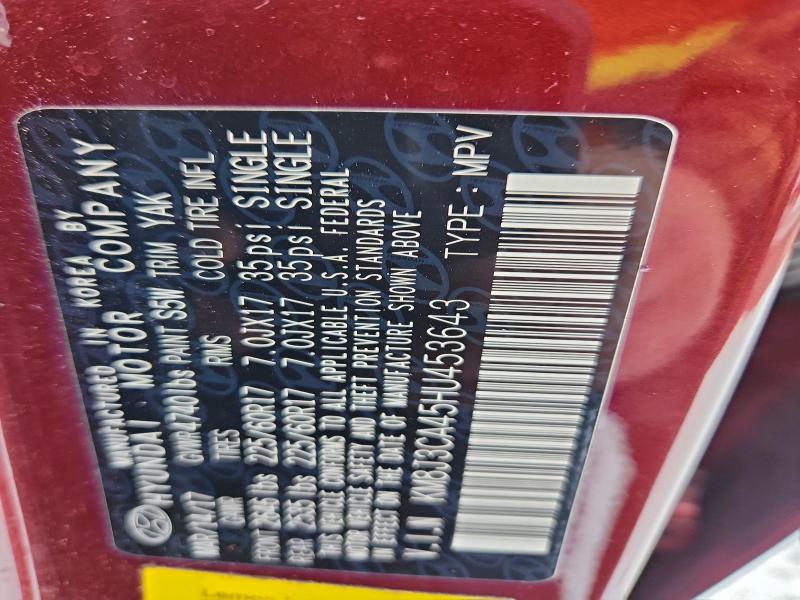 MANUFACTURED IN KOREA BY
HYUNDAI MOTOR COMPANY
GVWR 4740 lbs PAINT S5W TRIM YAK
GAWR TIRES RIMS COLD TIRE INFL
FRONT lbs 225/60R17 7.0JX17 35psi SINGLE
REAR lbs 225/60R17 7.0JX17 35psi SINGLE
THIS VEHICLE CONFORMS TO ALL APPLICABLE U.S.A. FEDERAL
MOTOR VEHICLE SAFETY AND THEFT PREVENTION STANDARDS
IN EFFECT ON THE DATE OF MANUFACTURE SHOWN ABOVE
V.I.N KM8J3CA45HU453643 TYPE : MPV